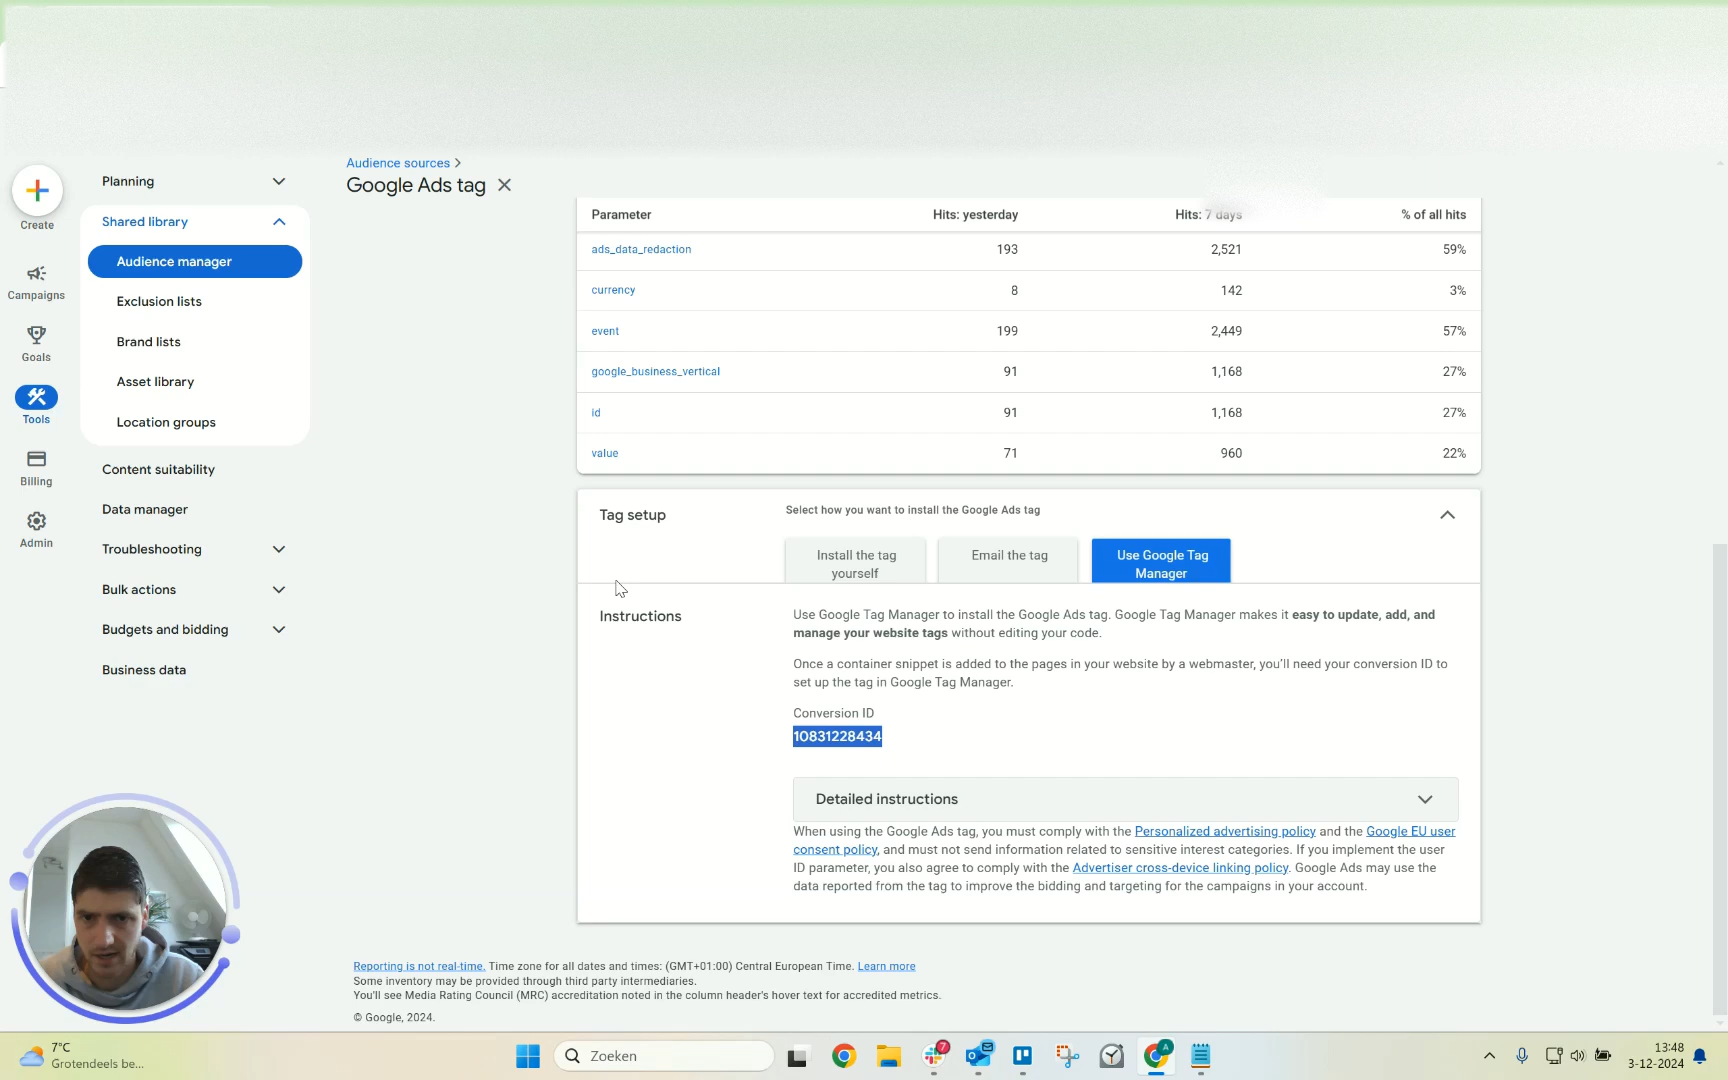 Create
Campaigns
Goals
Tools
Billing
Admin
Planning
Shared library
Audience manager
Exclusion lists
Brand lists
Asset library
Location groups
Content suitability
Data manager
Troubleshooting
Bulk actions
Budgets and bidding
Business data
Audience sources
Google Ads tag
Parameter Hits: yesterday Hits: 7 days % of all hits
ads_data_redaction 193 2,521 59%
currency 8 142 3%
event 199 2,449 57%
google_business_vertical 91 1,168 27%
id 91 1,168 27%
value 71 960 22%
Tag setup
Select how you want to install the Google Ads tag
Install the tag
yourself
Email the tag
Use Google Tag
Manager
Instructions
Use Google Tag Manager to install the Google Ads tag. Google Tag Manager makes it easy to update, add, and
manage your website tags without editing your code.
Once a container snippet is added to the pages in your website by a webmaster, you'll need your conversion ID to
set up the tag in Google Tag Manager.
Conversion ID
10831228434
Detailed instructions
When using the Google Ads tag, you must comply with the Personalized advertising policy and the Google EU user
consent policy, and must not send information related to sensitive interest categories. If you implement the user
ID parameter, you also agree to comply with the Advertiser cross-device linking policy. Google Ads may use the
data reported from the tag to improve the bidding and targeting for the campaigns in your account.
Reporting is not real-time. Time zone for all dates and times: (GMT+01:00) Central European Time. Learn more
Some inventory may be provided through third party intermediaries.
You'll see Media Rating Council (MRC) accreditation noted in the column header's hover text for accredited metrics.
© Google, 2024.
7°C
Grotendeels be...
Zoeken
7
A
13:48
3-12-2024